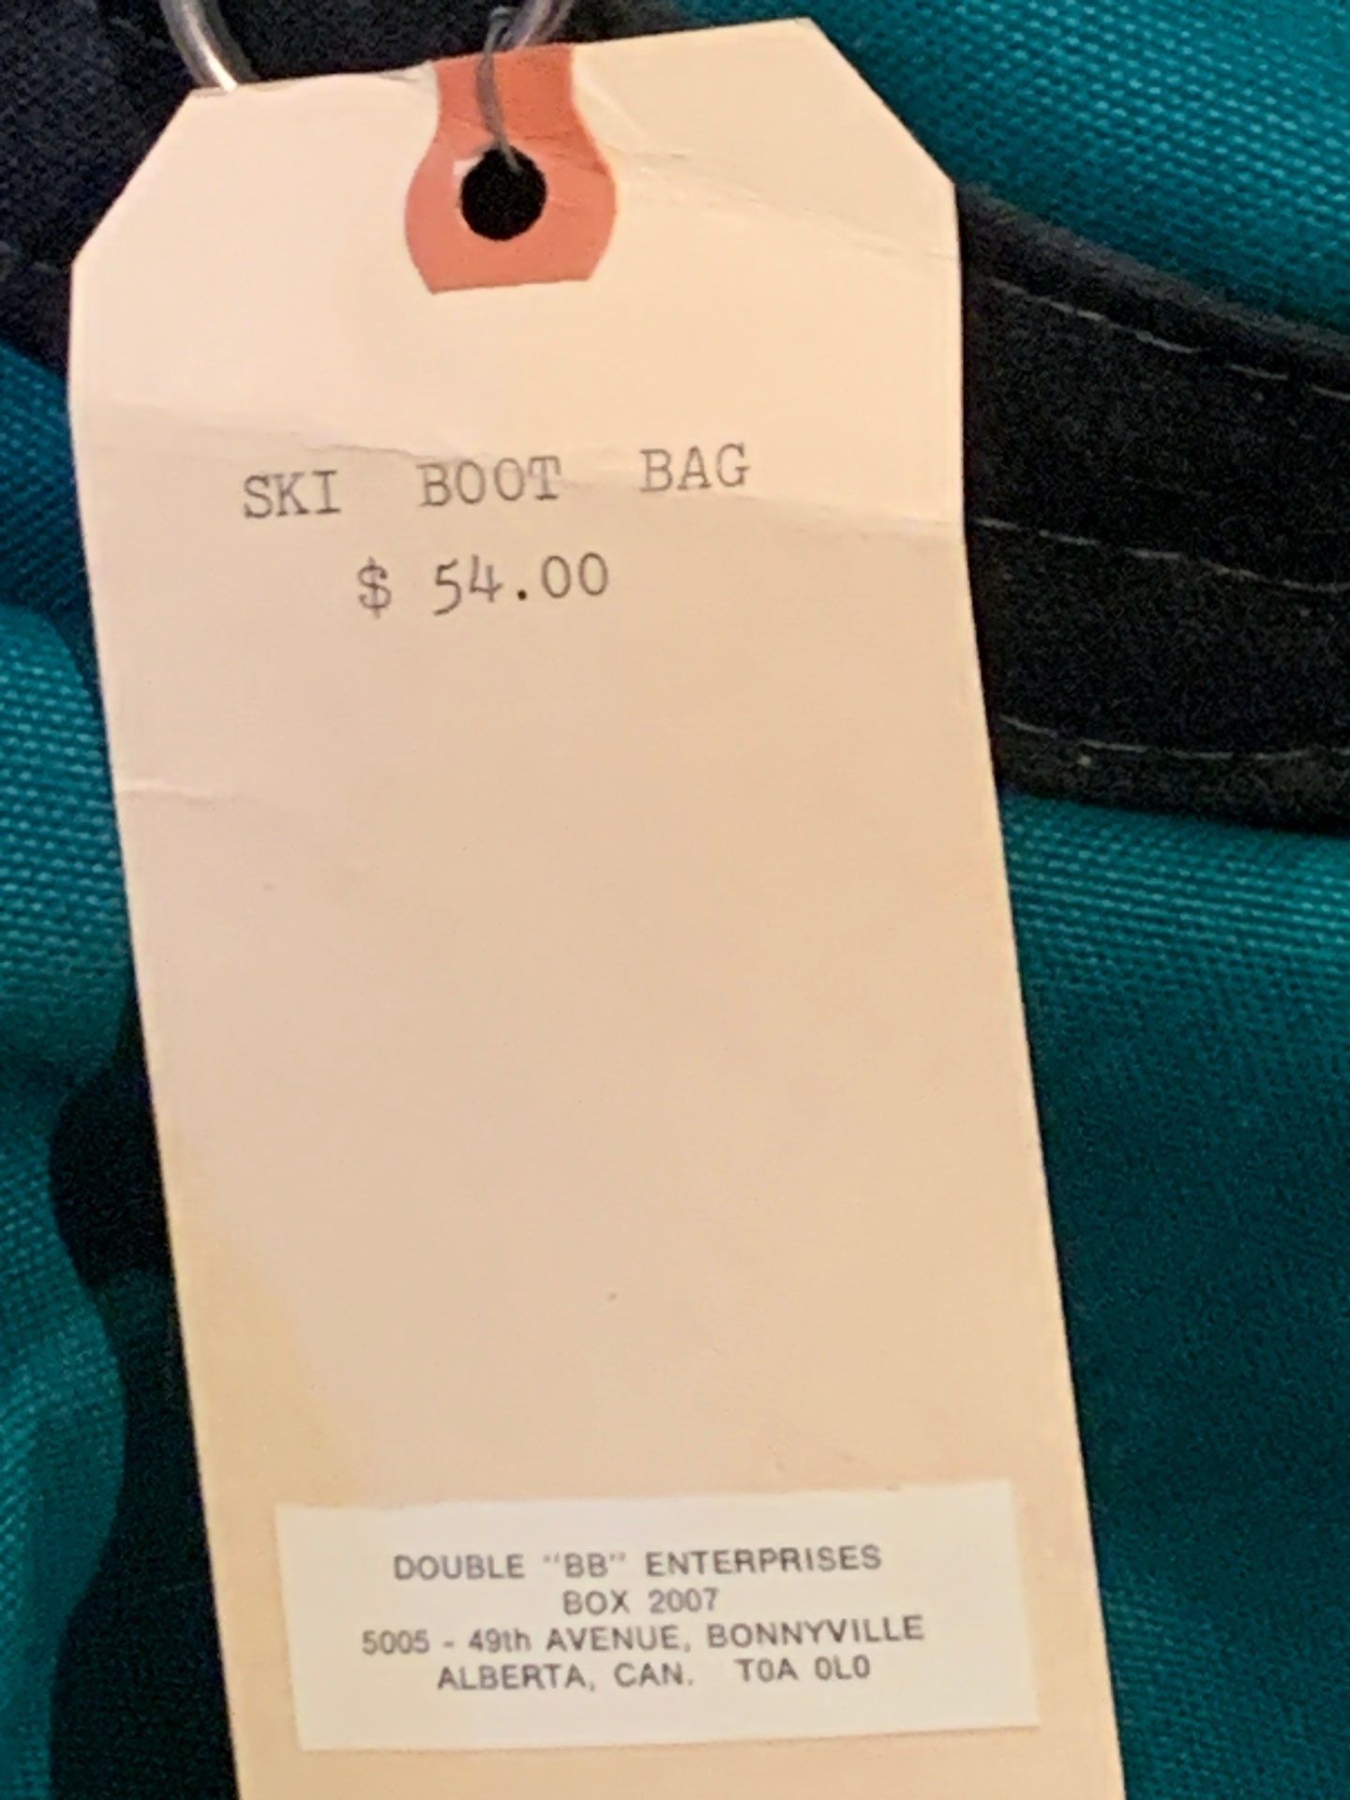 SKI BOOT BAG
$ 54.00
DOUBLE "BB" ENTERPRISES
BOX 2007
5005 - 49th AVENUE, BONNYVILLE
ALBERTA, CAN. T0A 0L0